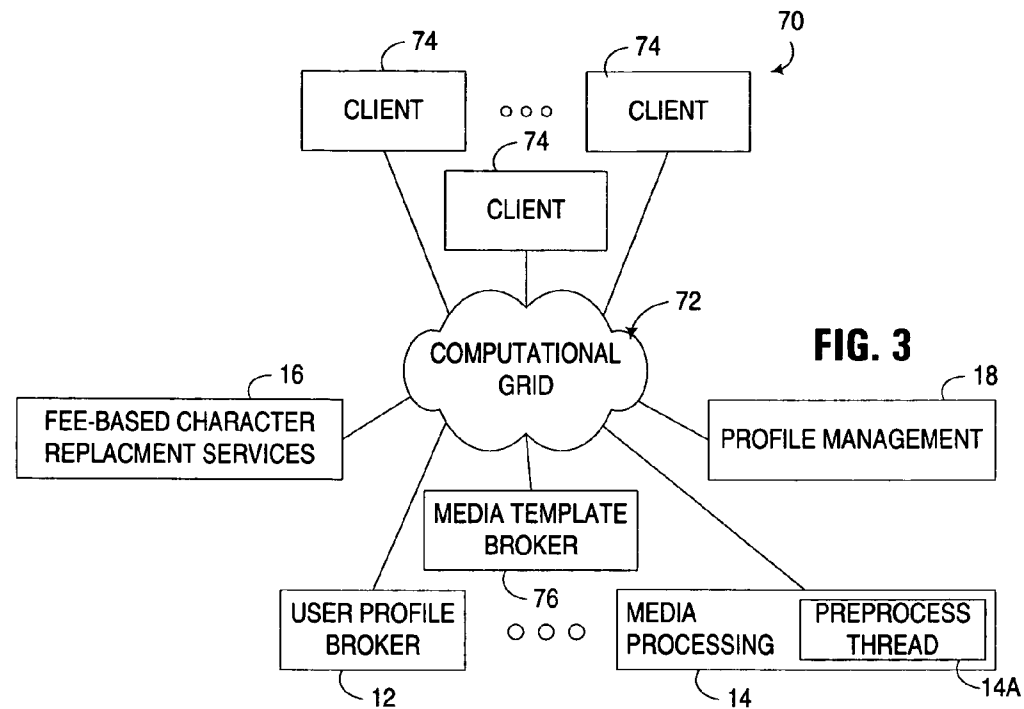 70
74
74
CLIENT
CLIENT
74
CLIENT
72
COMPUTATIONAL
GRID
FIG. 3
16
18
FEE-BASED CHARACTER
REPLACMENT SERVICES
PROFILE MANAGEMENT
MEDIA TEMPLATE
BROKER
76
USER PROFILE
BROKER
MEDIA
PROCESSING
PREPROCESS
THREAD
12
14
14A